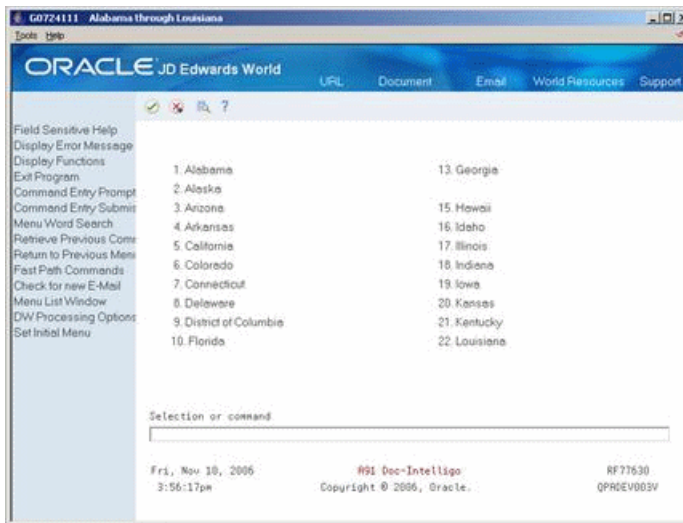 G0724111 Alabama through Louisiana
Tools Help
ORACLE JD Edwards World
URL Document Email World Resources Support
?
Field Sensitive Help
Display Error Message
Display Functions
Exit Program
Command Entry Prompt
Command Entry Submis
Menu Word Search
Retrieve Previous Com
Return to Previous Men
Fast Path Commands
Check for new E-Mail
Menu List Window
DW Processing Options
Set Initial Menu
1. Alabama
2. Alaska
3. Arizona
4. Arkansas
5. California
6. Colorado
7. Connecticut
8. Delaware
9. District of Columbia
10. Florida
13. Georgia
15. Hawaii
16. Idaho
17. Illinois
18. Indiana
19. Iowa
20. Kansas
21. Kentucky
22. Louisiana
Selection or command
Fri, Nov 10, 2006 A91 Doc-Intelligo RF77630
3:56:17pm Copyright © 2006, Oracle. QPADEV003V